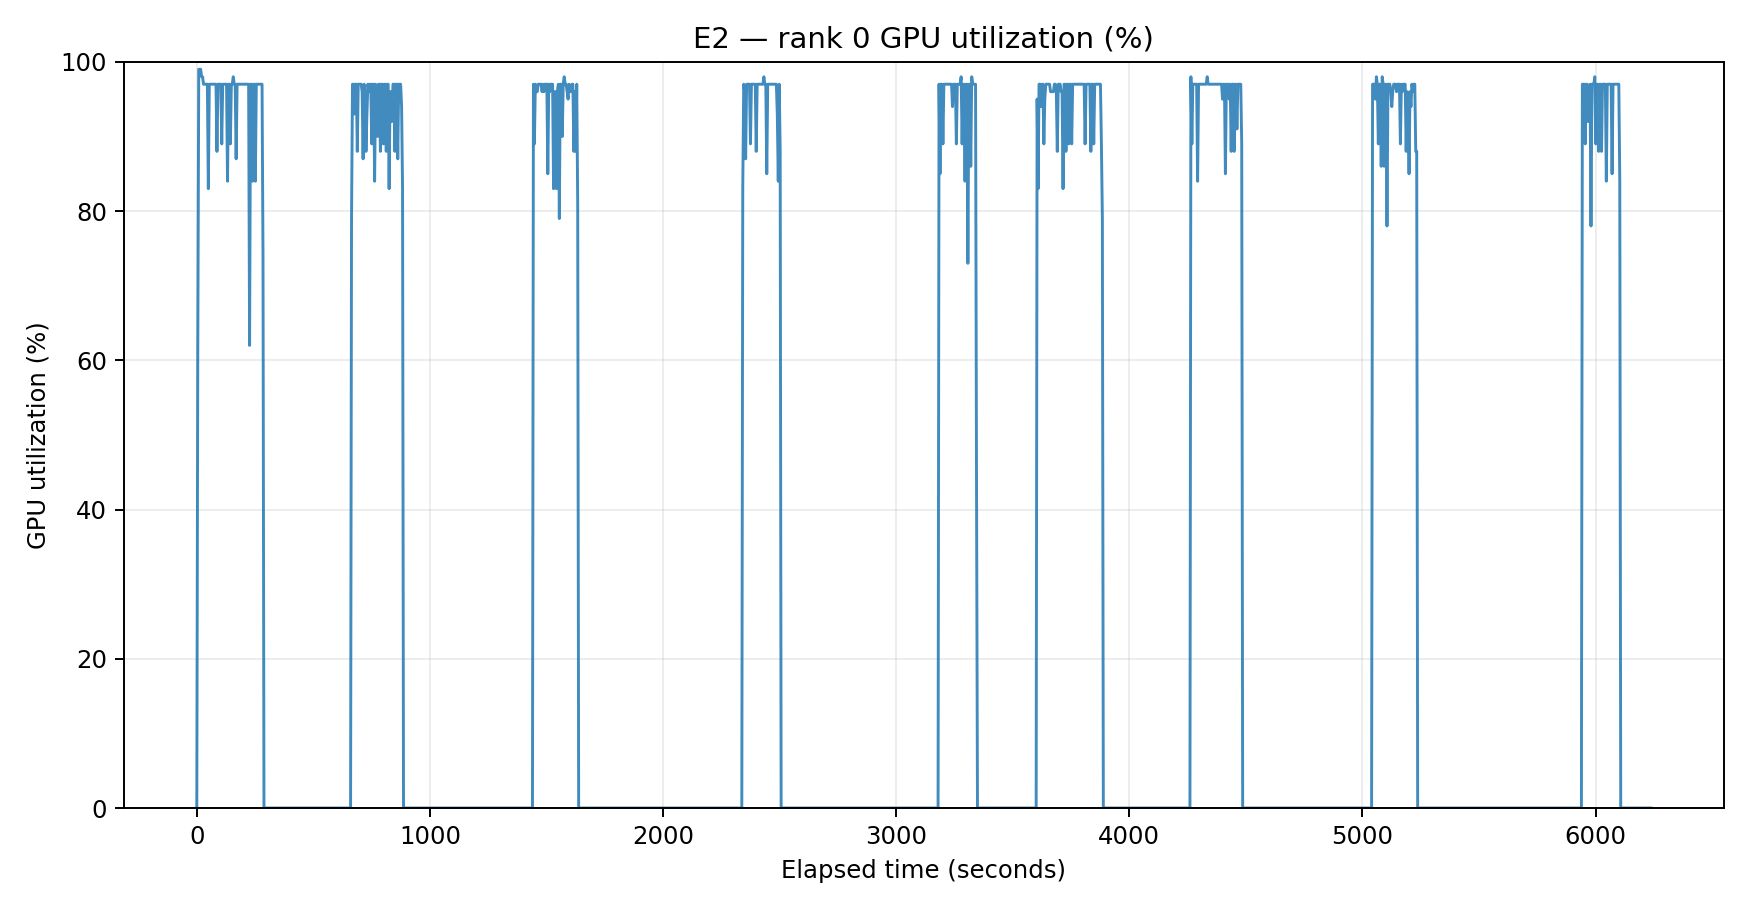 E2 — rank 0 GPU utilization (%)
100
80
60
40
20
0
GPU utilization (%)
0 1000 2000 3000 4000 5000 6000
Elapsed time (seconds)